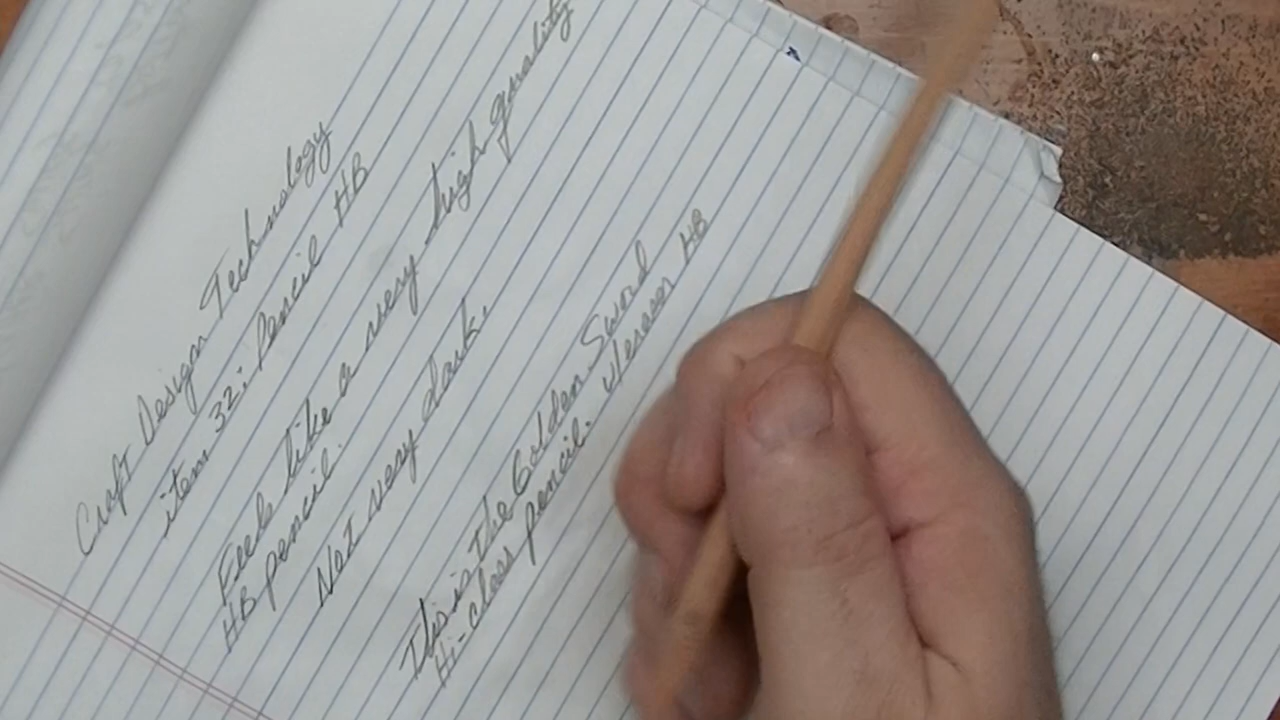 Craft Design Technology
item 32: Pencil HB
Feels like a very high quality
HB pencil.
Not very dark.
This is the Golden Sword
Hi-class pencil. w/eraser HB